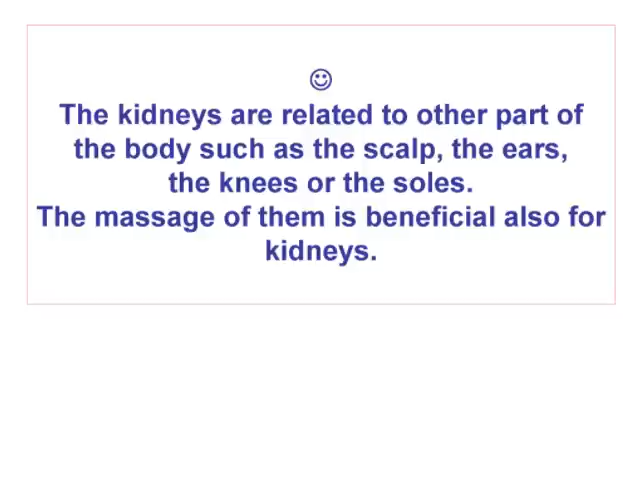 ☺
The kidneys are related to other part of
the body such as the scalp, the ears,
the knees or the soles.
The massage of them is beneficial also for
kidneys.